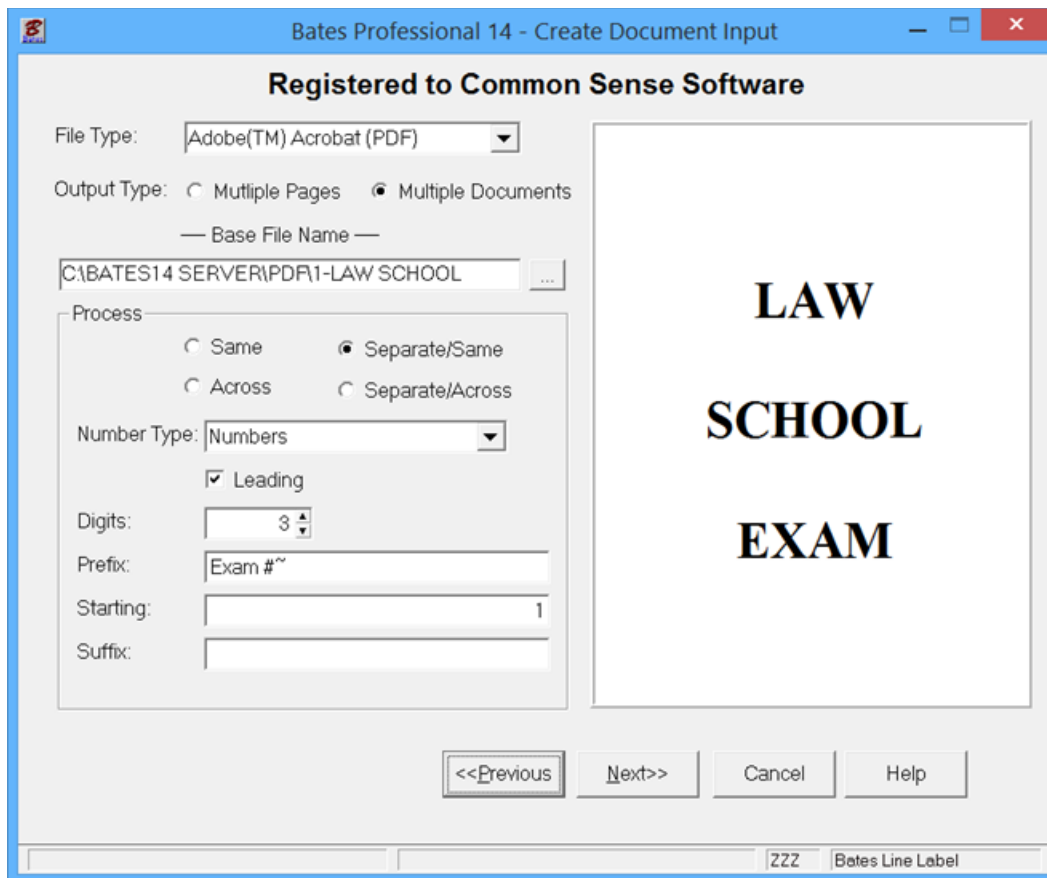 Bates Professional 14 - Create Document Input
Registered to Common Sense Software
File Type: Adobe(TM) Acrobat (PDF)
Output Type: Mutliple Pages Multiple Documents
— Base File Name —
C:\BATES14 SERVER\PDF\1-LAW SCHOOL ...
Process
Same Separate/Same
Across Separate/Across
Number Type: Numbers
Leading
Digits: 3
Prefix: Exam #~
Starting: 1
Suffix:
LAW
SCHOOL
EXAM
<<Previous Next>> Cancel Help
ZZZ Bates Line Label